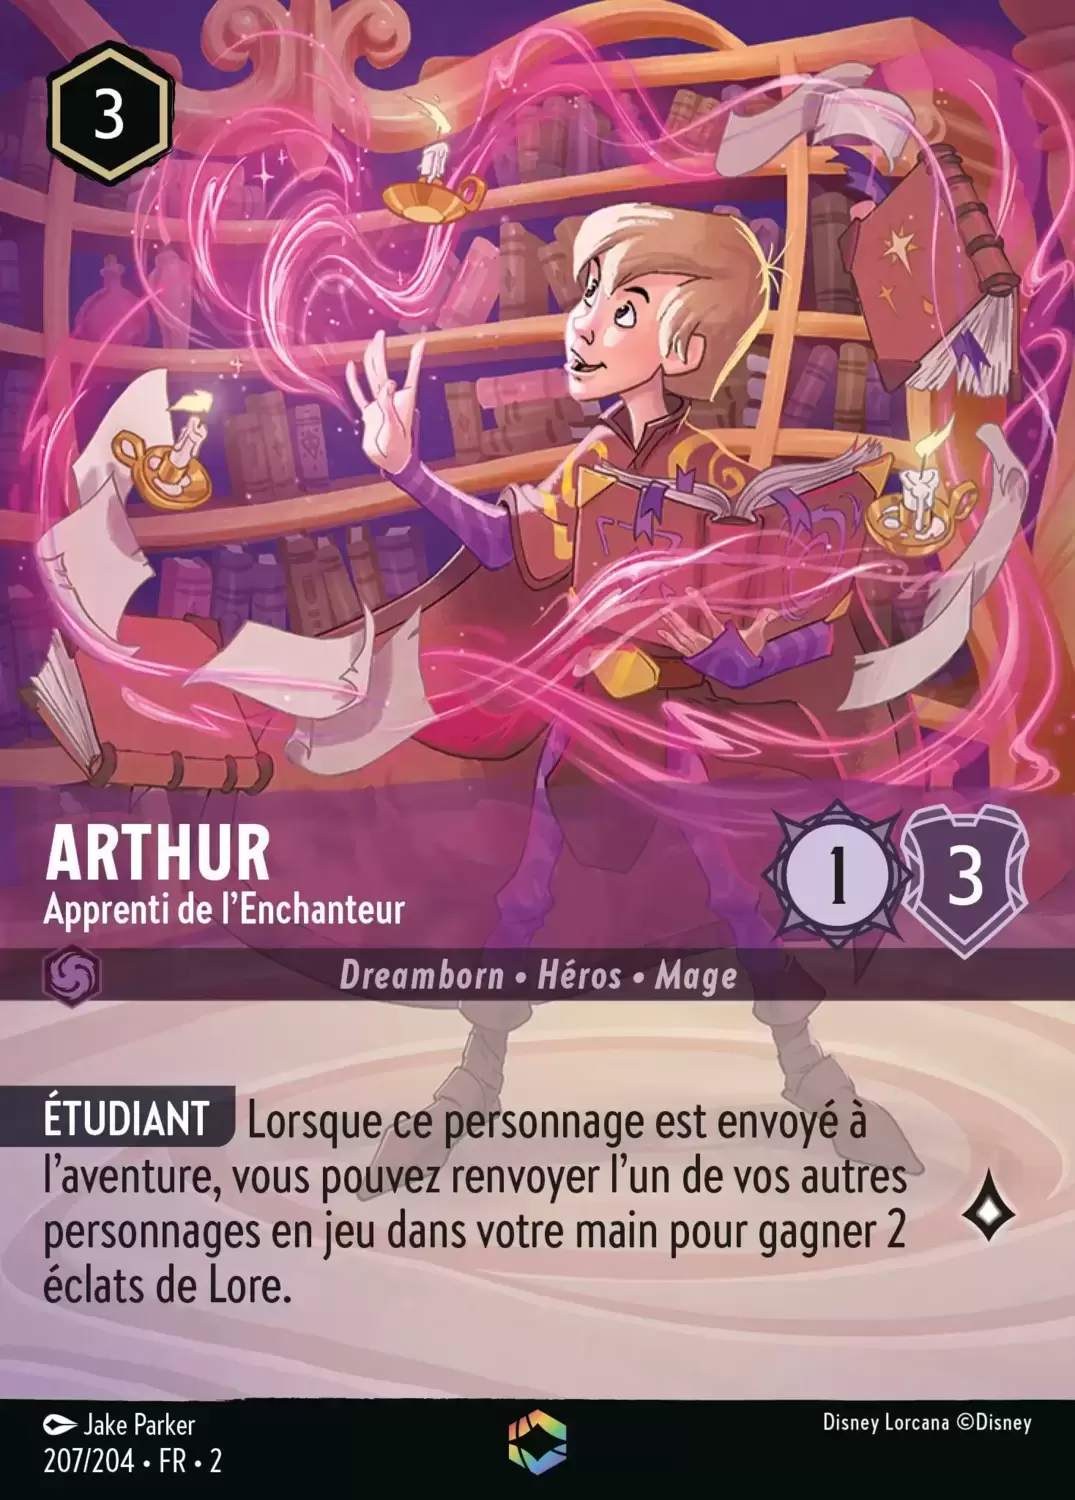 3
ARTHUR
Apprenti de l'Enchanteur
1
3
Dreamborn • Héros • Mage
ÉTUDIANT Lorsque ce personnage est envoyé à
l'aventure, vous pouvez renvoyer l'un de vos autres
personnages en jeu dans votre main pour gagner 2
éclats de Lore.
Jake Parker
207/204 • FR • 2
Disney Lorcana ©Disney